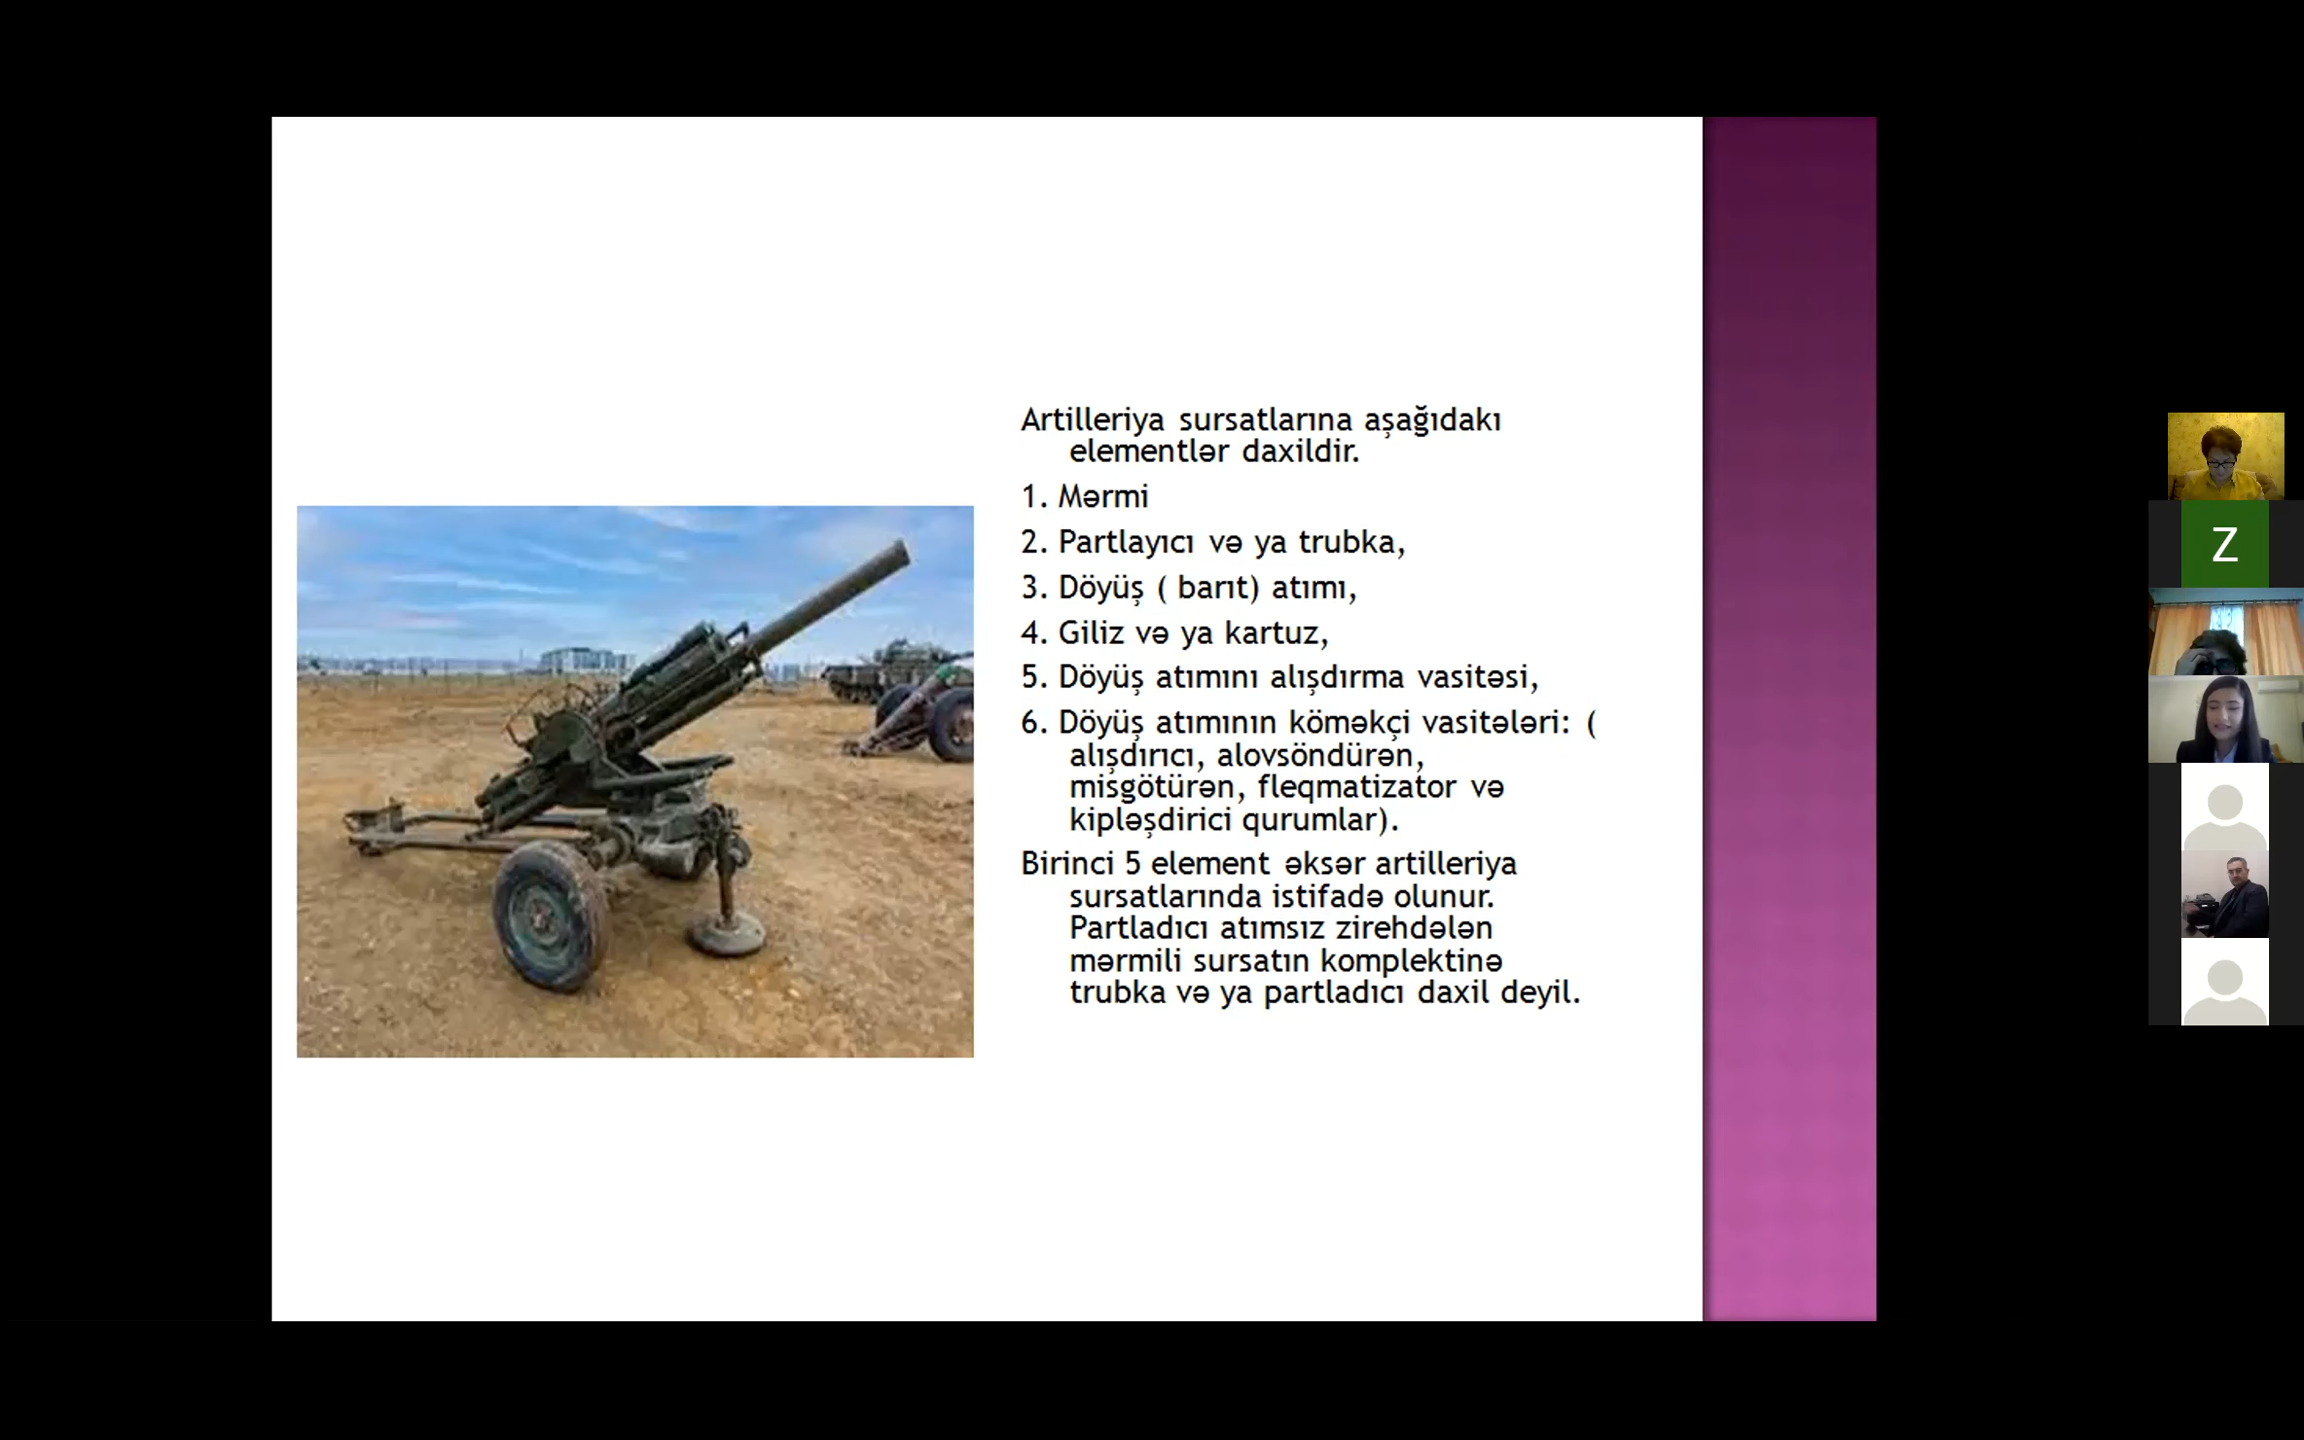 Artilleriya sursatlarına aşağıdakı
elementlər daxildir.
1. Mərmi
2. Partlayıcı və ya trubka,
3. Döyüş ( barıt) atımı,
4. Giliz və ya kartuz,
5. Döyüş atımını alışdırma vasitəsi,
6. Döyüş atımının köməkçi vasitələri: (
alışdırıcı, alovsöndürən,
misgötürən, fleqmatizator və
kipləşdirici qurumlar).
Birinci 5 element əksər artilleriya
sursatlarında istifadə olunur.
Partladıcı atımsız zirehdələn
mərmili sursatın komplektinə
trubka və ya partladıcı daxil deyil.
Z